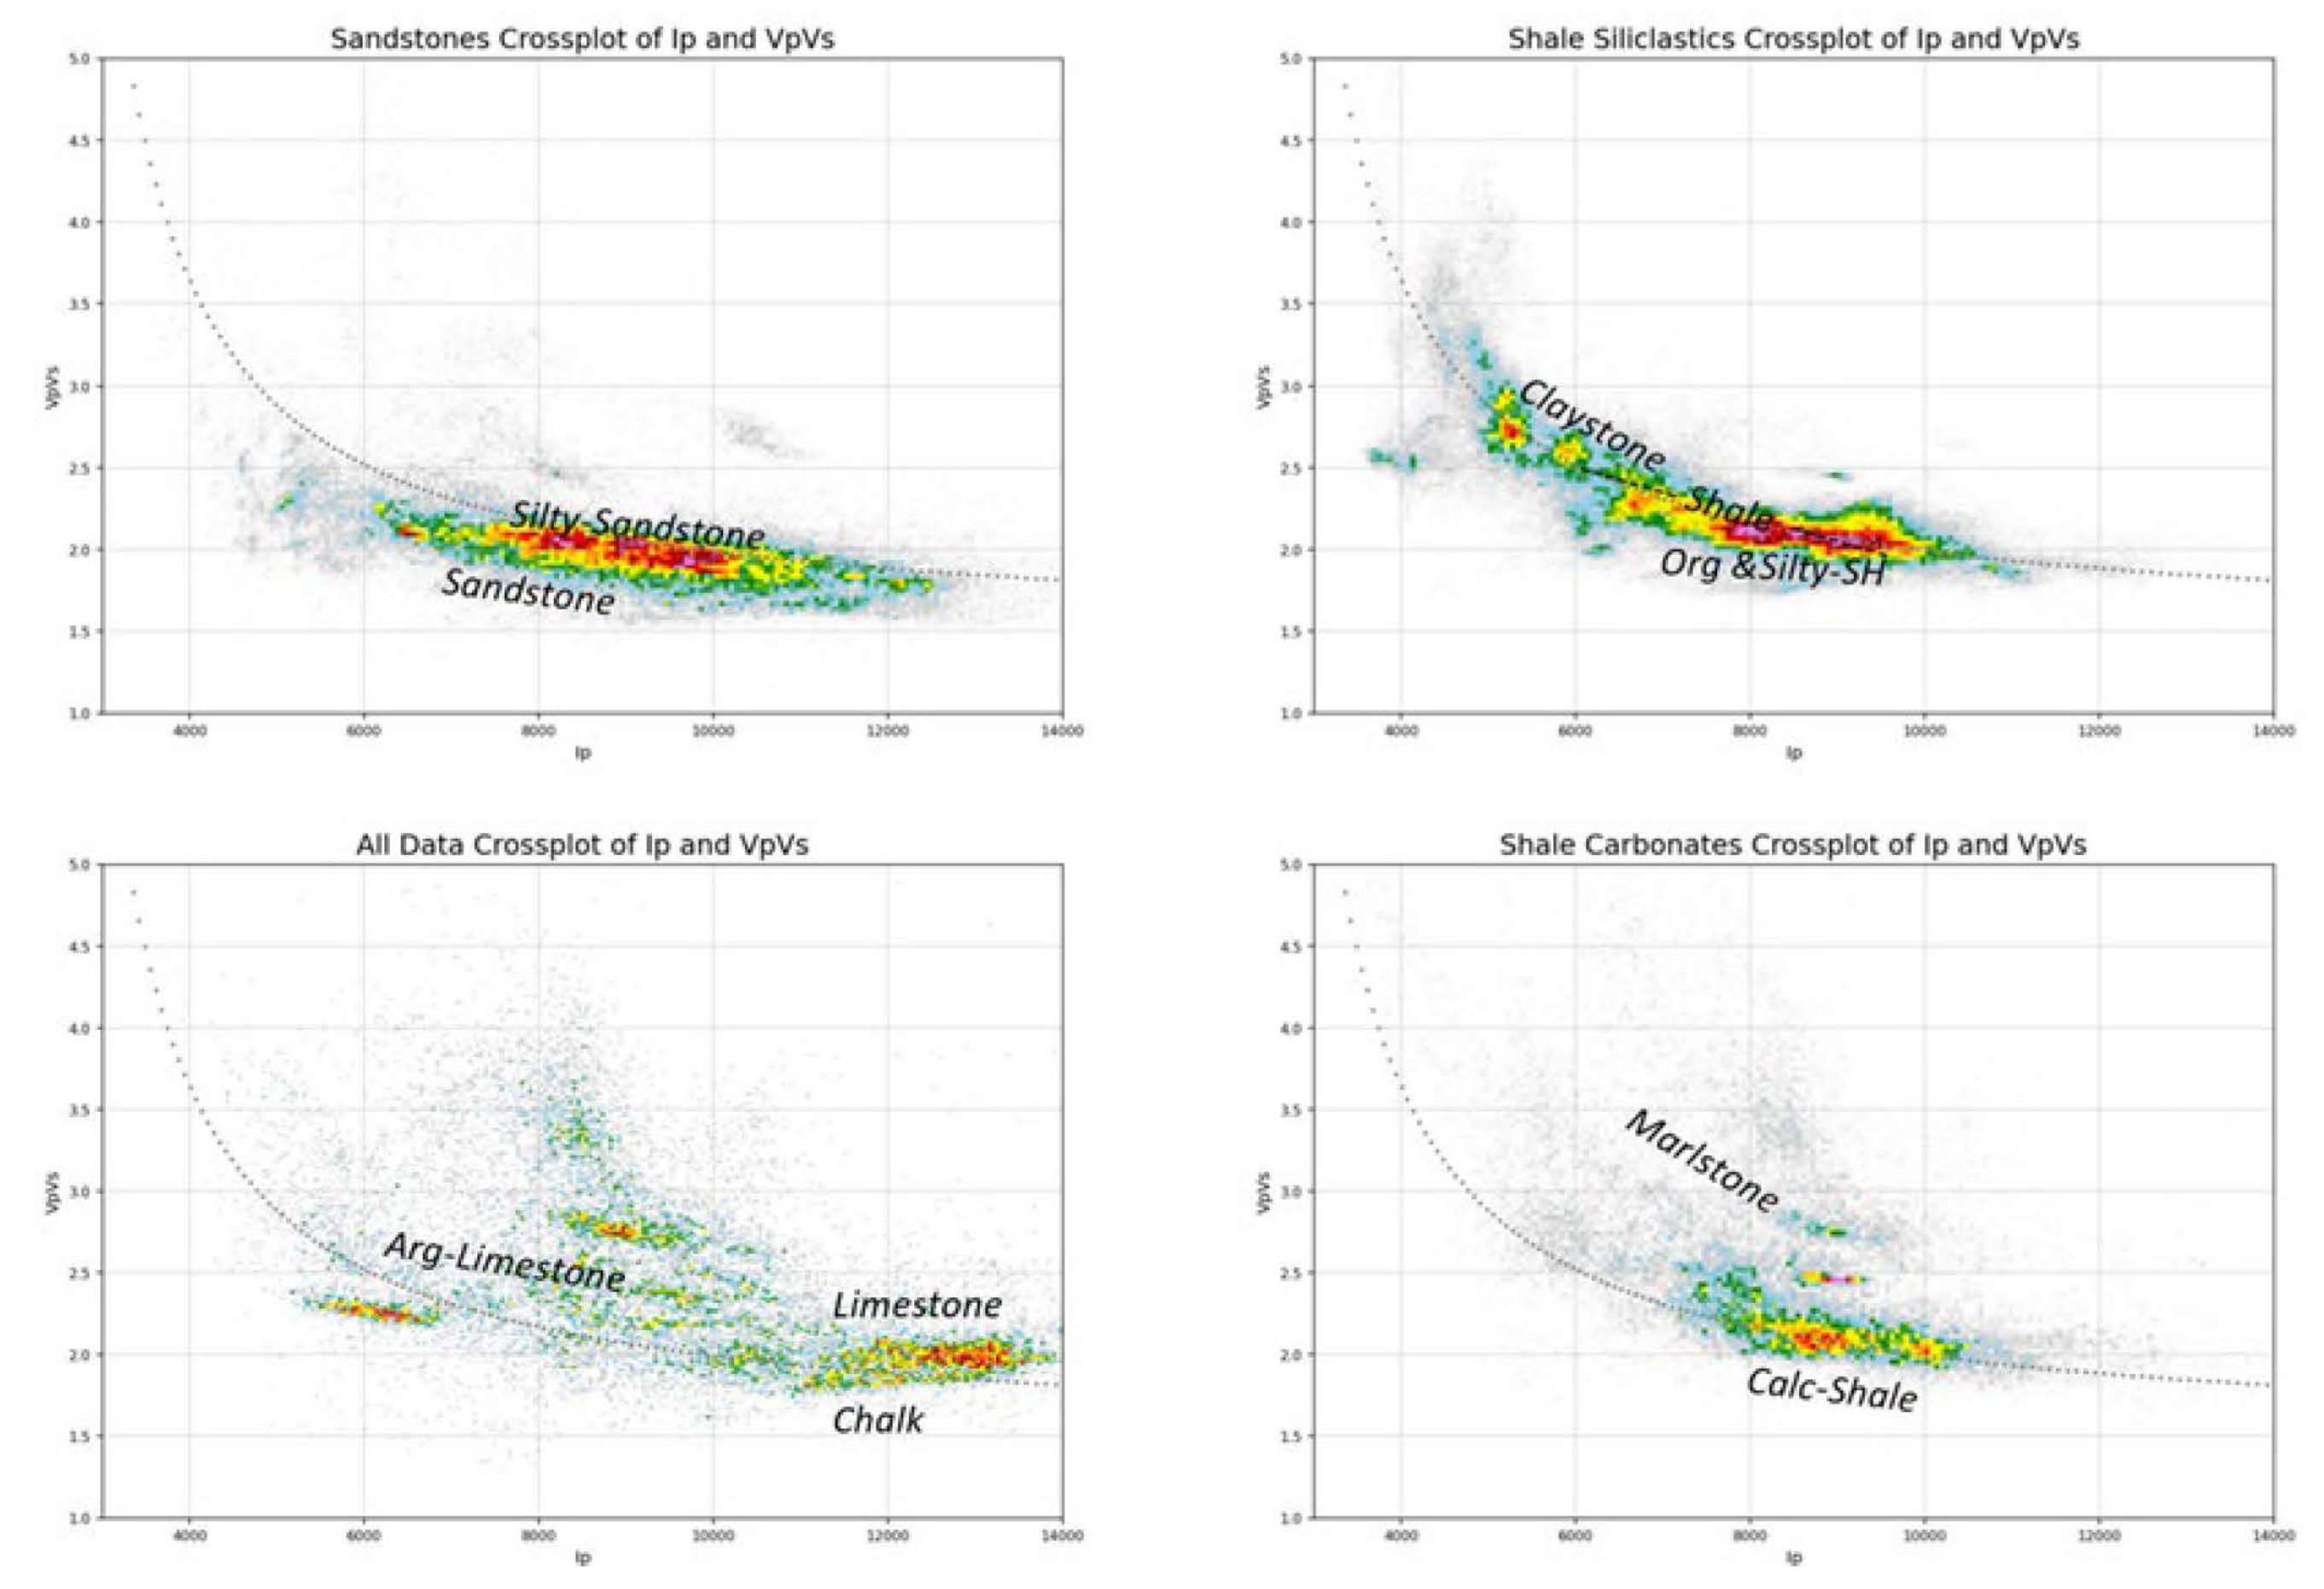 Sandstones Crossplot of Ip and VpVs
5.0
4.5
4.0
3.5
3.0
2.5
2.0
1.5
1.0
VpVs
Silty-Sandstone
Sandstone
4000 6000 8000 10000 12000 14000
Ip
Shale Siliclastics Crossplot of Ip and VpVs
5.0
4.5
4.0
3.5
3.0
2.5
2.0
1.5
1.0
VpVs
Claystone
Shale
Org &Silty-SH
4000 6000 8000 10000 12000 14000
Ip
All Data Crossplot of Ip and VpVs
5.0
4.5
4.0
3.5
3.0
2.5
2.0
1.5
1.0
VpVs
Arg-Limestone
Limestone
Chalk
4000 6000 8000 10000 12000 14000
Ip
Shale Carbonates Crossplot of Ip and VpVs
5.0
4.5
4.0
3.5
3.0
2.5
2.0
1.5
1.0
VpVs
Marlstone
Calc-Shale
4000 6000 8000 10000 12000 14000
Ip